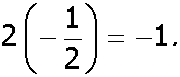 2(-1/2) = -1.